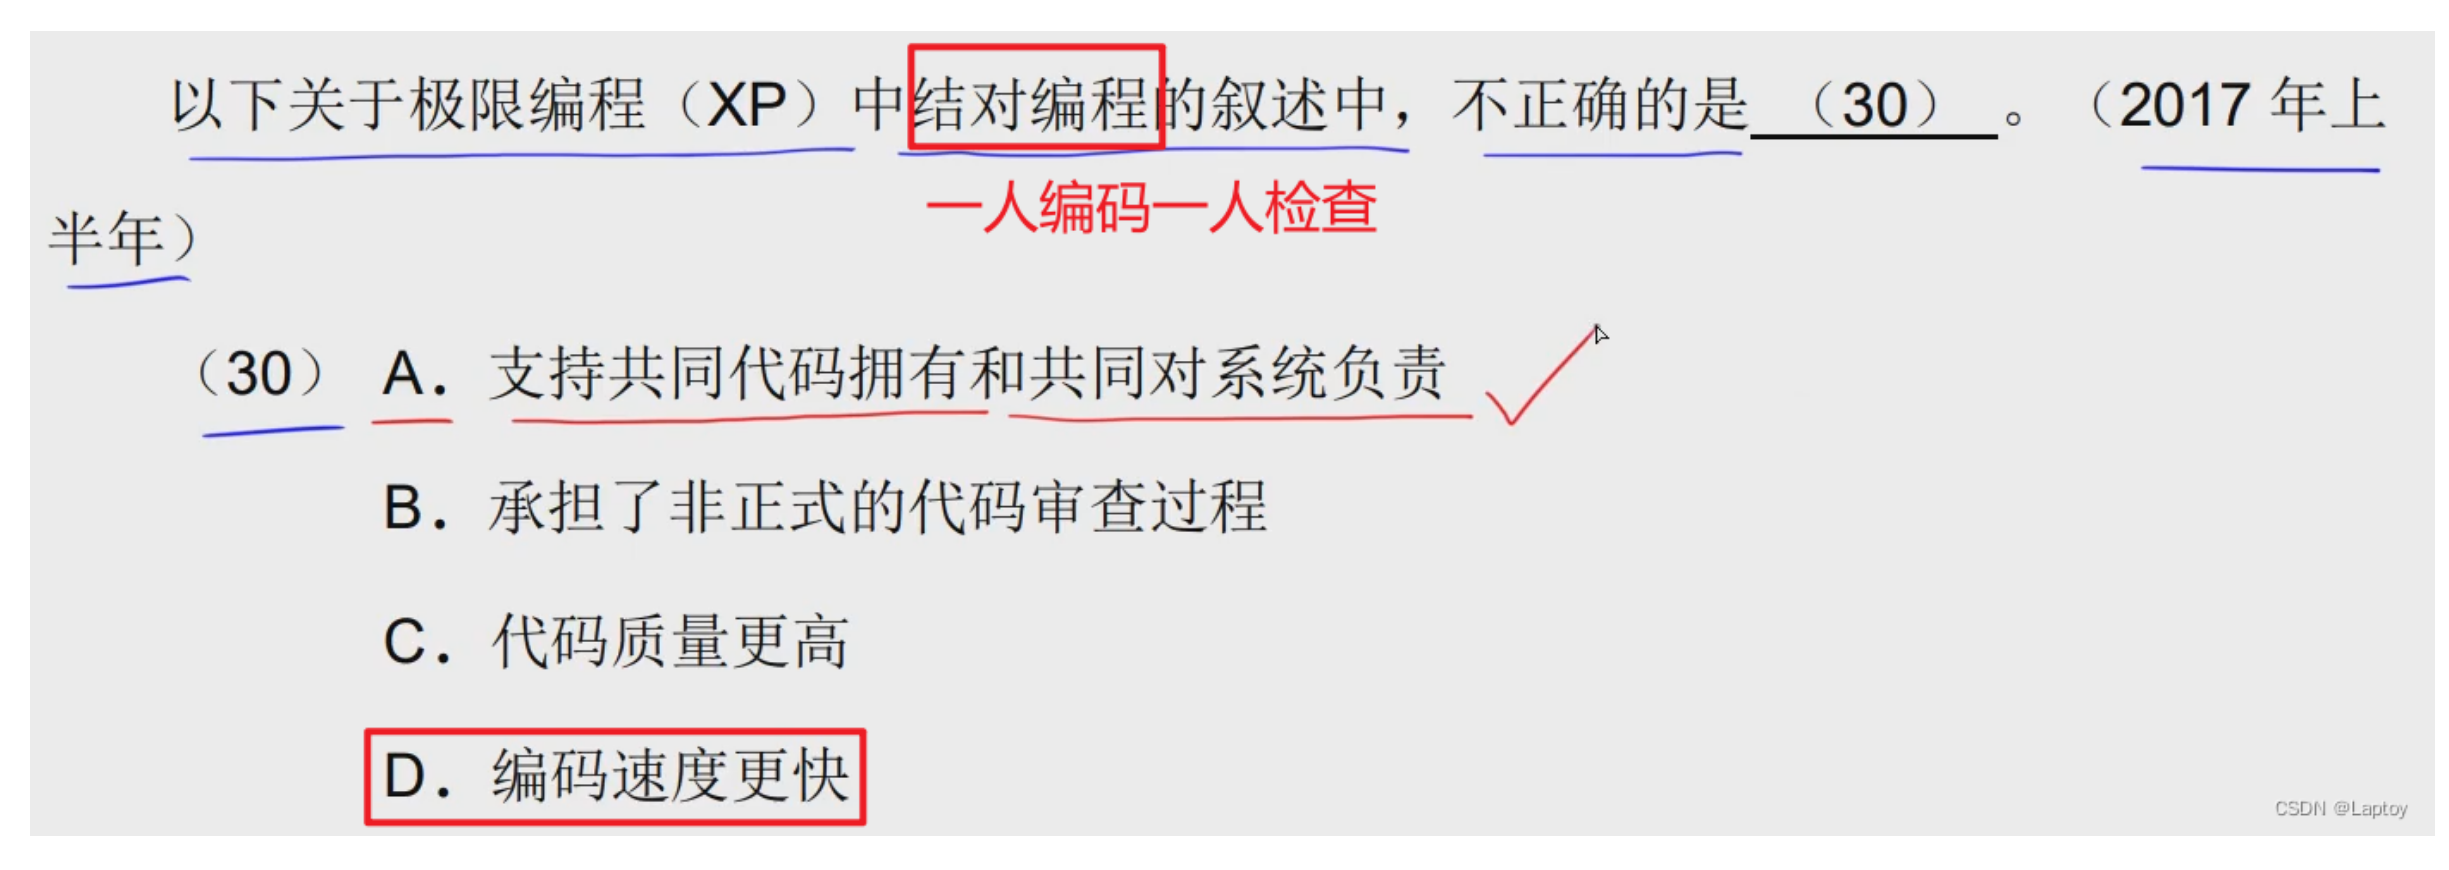 以下关于极限编程（XP）中结对编程的叙述中，不正确的是 （30） 。（2017 年上
一人编码一人检查
半年）
（30） A．支持共同代码拥有和共同对系统负责
B．承担了非正式的代码审查过程
C．代码质量更高
D．编码速度更快
CSDN @Laptoy